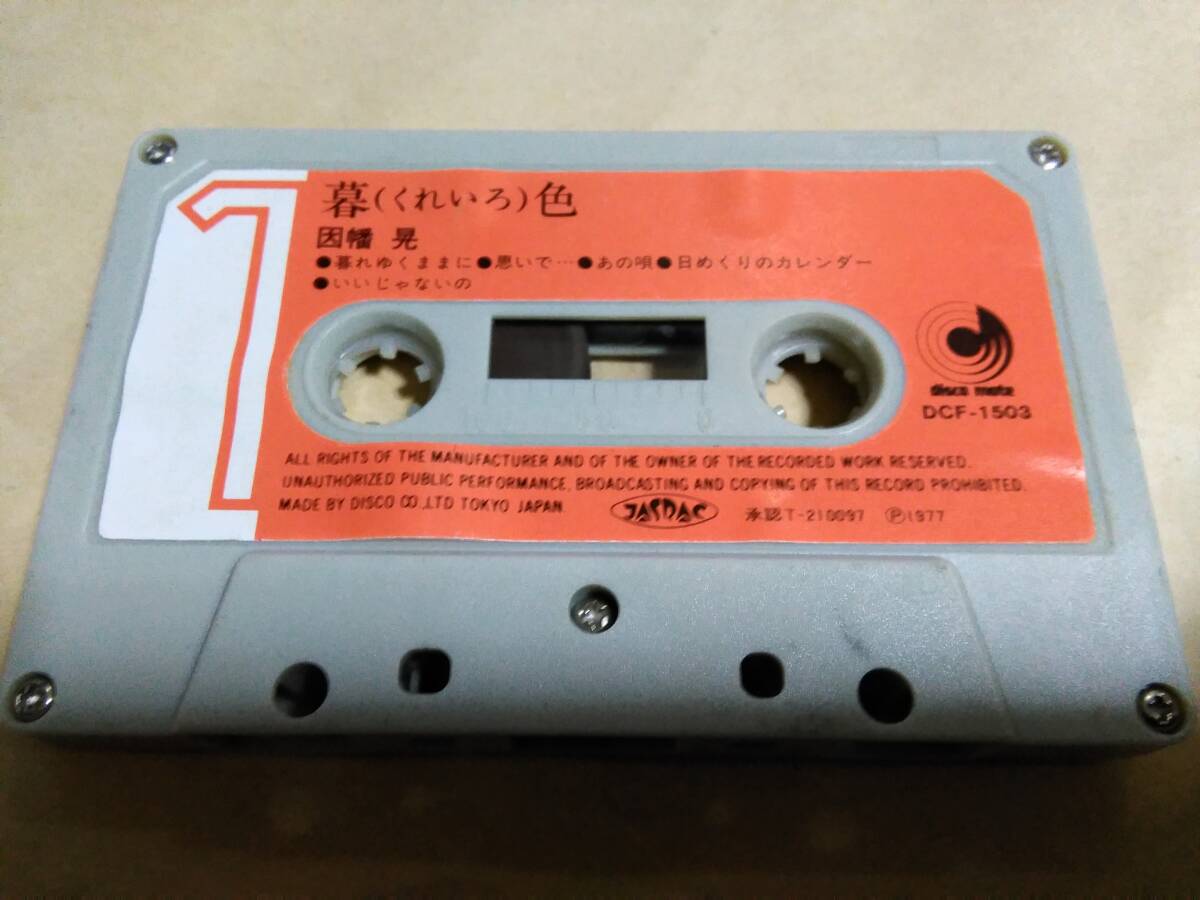 1
暮(くれいろ)色
因幡 晃
●暮れゆくままに●思いで…●あの唄●日めくりのカレンダー
●いいじゃないの
disco mate
DCF-1503
ALL RIGHTS OF THE MANUFACTURER AND OF THE OWNER OF THE RECORDED WORK RESERVED.
UNAUTHORIZED PUBLIC PERFORMANCE, BROADCASTING AND COPYING OF THIS RECORD PROHIBITED.
MADE BY DISCO CO.,LTD TOKYO JAPAN. JASRAC 承認T-210097 Ⓟ1977